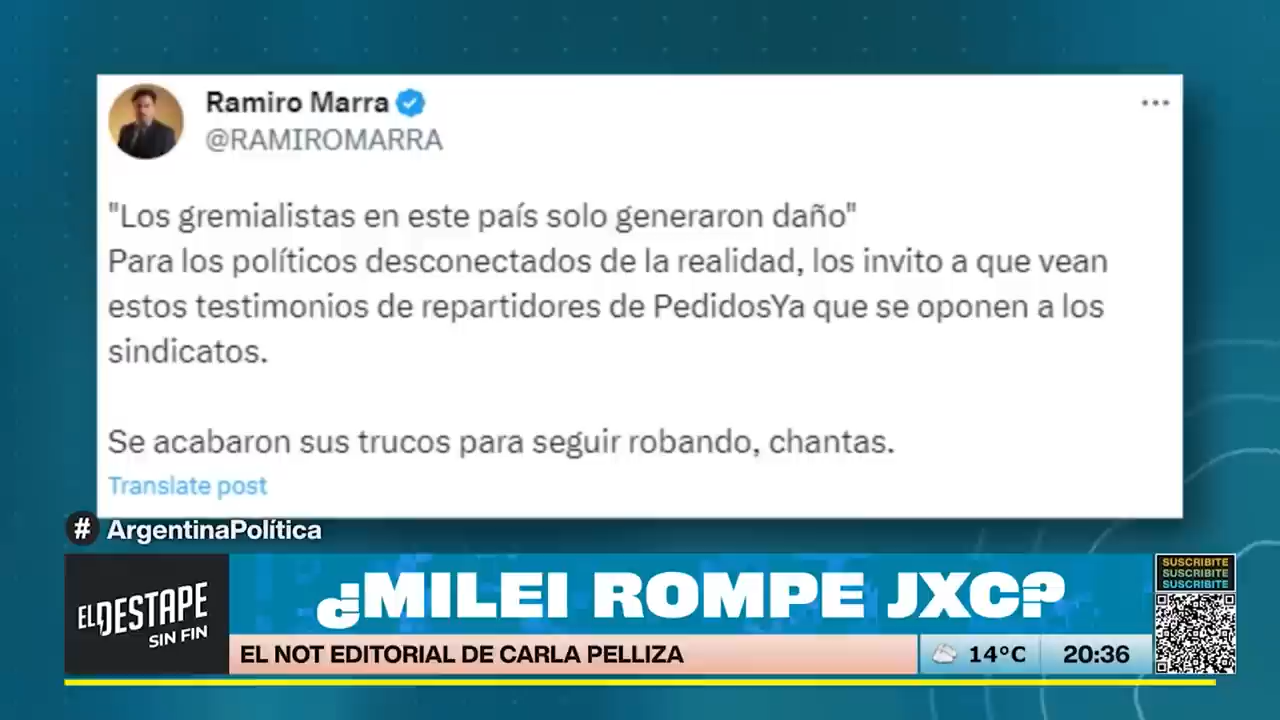 Ramiro Marra
@RAMIROMARRA
"Los gremialistas en este país solo generaron daño"
Para los políticos desconectados de la realidad, los invito a que vean
estos testimonios de repartidores de PedidosYa que se oponen a los
sindicatos.
Se acabaron sus trucos para seguir robando, chantas.
Translate post
# ArgentinaPolítica
EL DESTAPE
SIN FIN
¿MILEI ROMPE JXC?
EL NOT EDITORIAL DE CARLA PELLIZA
14°C
20:36
SUSCRIBITE
SUSCRIBITE
SUSCRIBITE